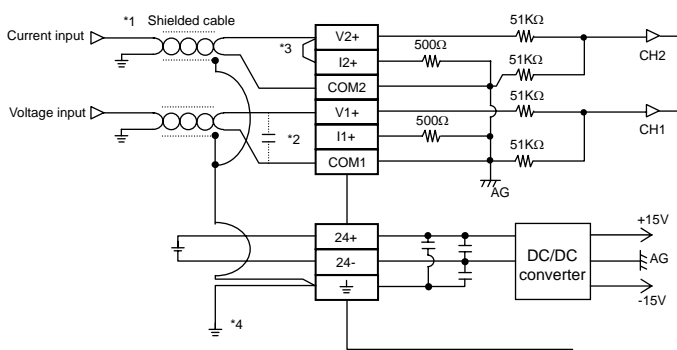 *1 Shielded cable
Current input
Voltage input
*3
*2
*4
V2+
I2+
COM2
V1+
I1+
COM1
24+
24-
500Ω
500Ω
51KΩ
51KΩ
51KΩ
51KΩ
CH2
CH1
AG
DC/DC
converter
+15V
AG
-15V